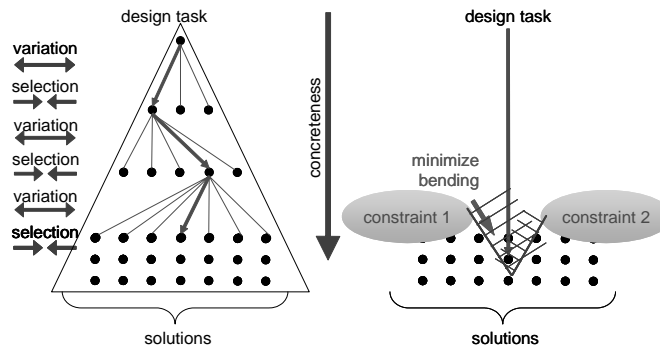 design task
variation
selection
variation
selection
variation
selection
solutions
concreteness
design task
minimize
bending
constraint 1
constraint 2
solutions